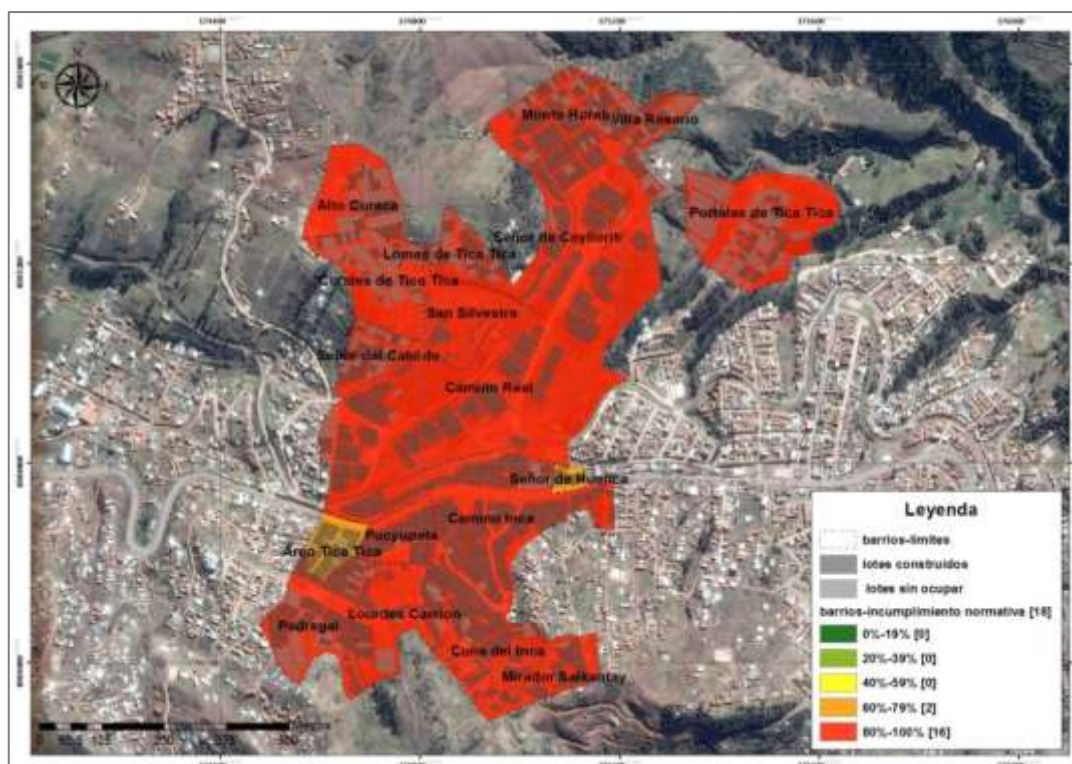 Monte Horeb
Villa Rosario
Alto Curaca
Portales de Tica Tica
Señor de Coylloriti
Lomas de Tica Tica
Cumbes de Tica Tica
San Silvestre
Señor del Cabildo
Camino Real
Señor de Huanca
Camino Inca
Pucyupata
Arco Tica Tica
Lourdes Carrion
Pedregal
Cuna del Inca
Mirador Salkantay
Leyenda
barrios-limites
lotes construidos
lotes sin ocupar
barrios-incumplimiento normativa [18]
0%-19% [0]
20%-39% [0]
40%-59% [0]
60%-79% [2]
80%-100% [16]